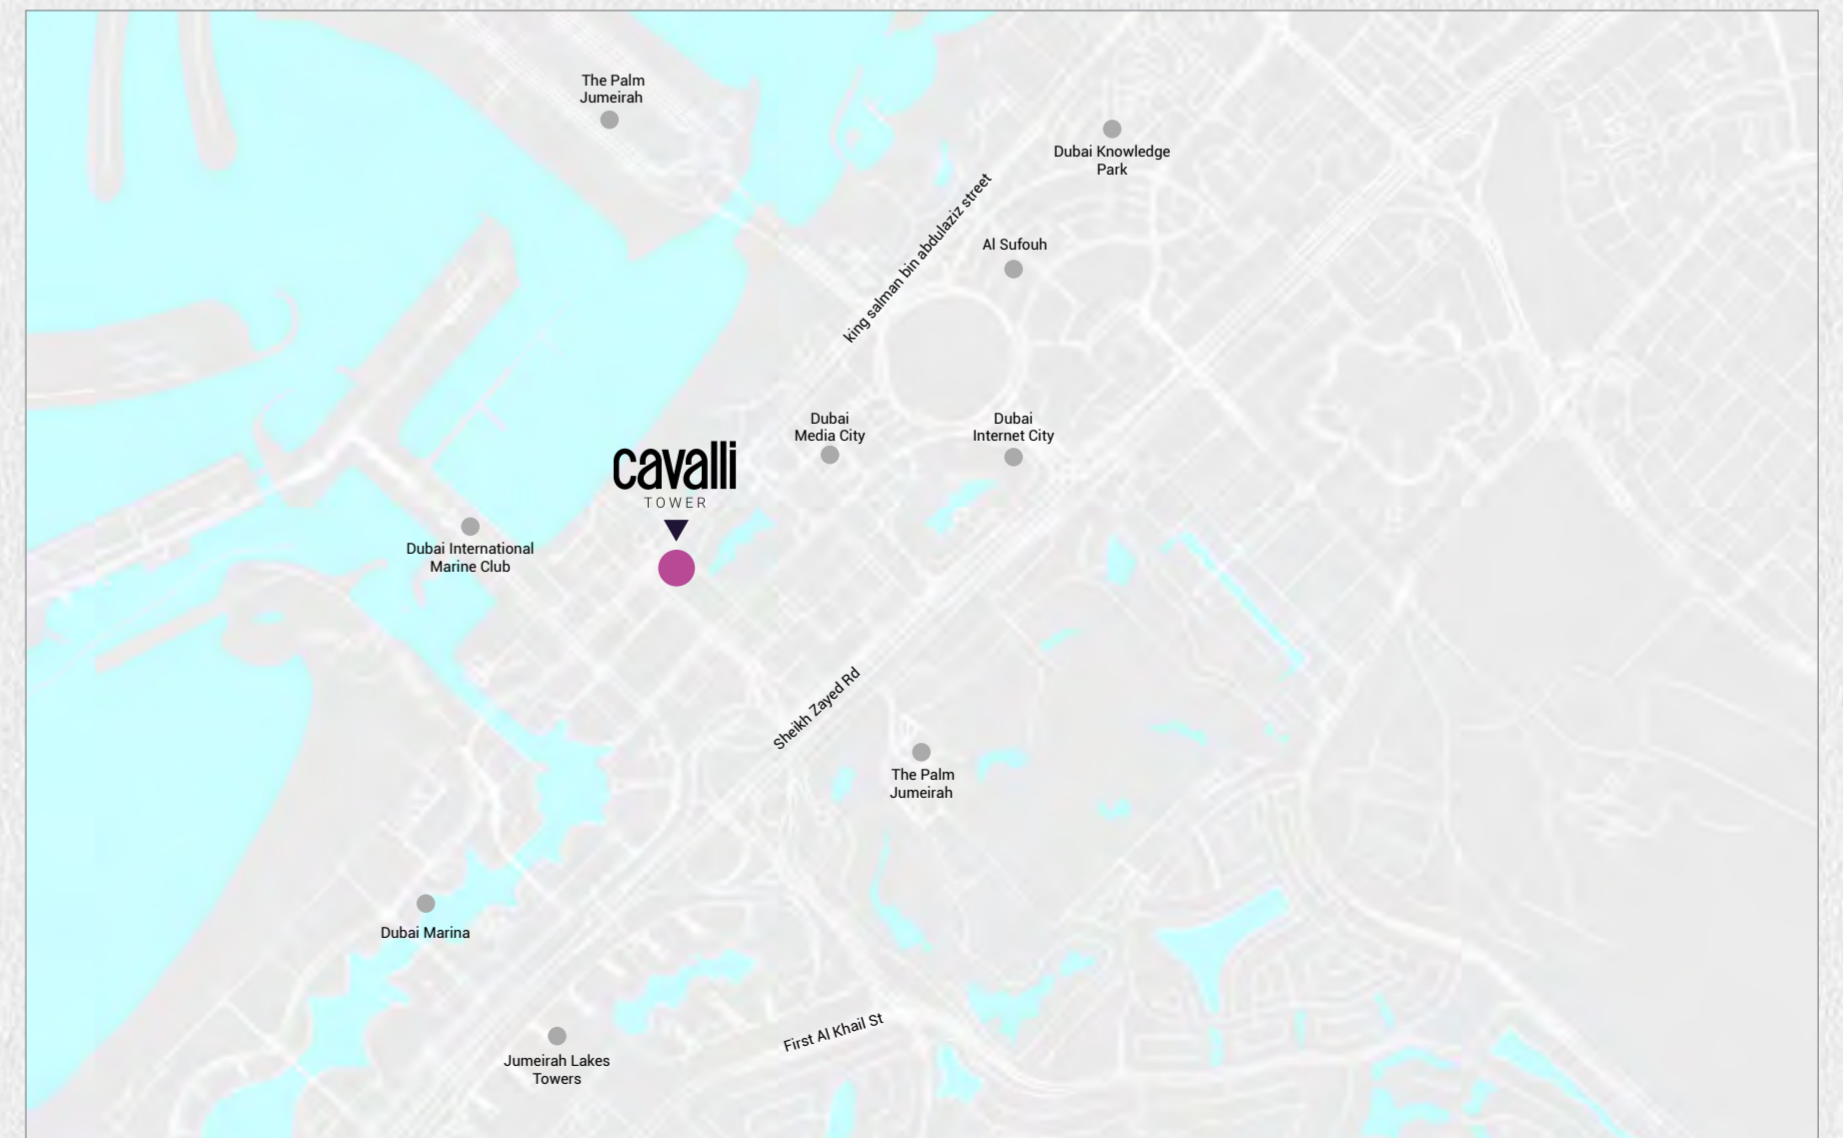 The Palm
Jumeirah
Dubai Knowledge
Park
king salman bin abdulaziz street
Al Sufouh
Dubai
Media City
Dubai
Internet City
cavalli
TOWER
Dubai International
Marine Club
Sheikh Zayed Rd
The Palm
Jumeirah
Dubai Marina
First Al Khail St
Jumeirah Lakes
Towers